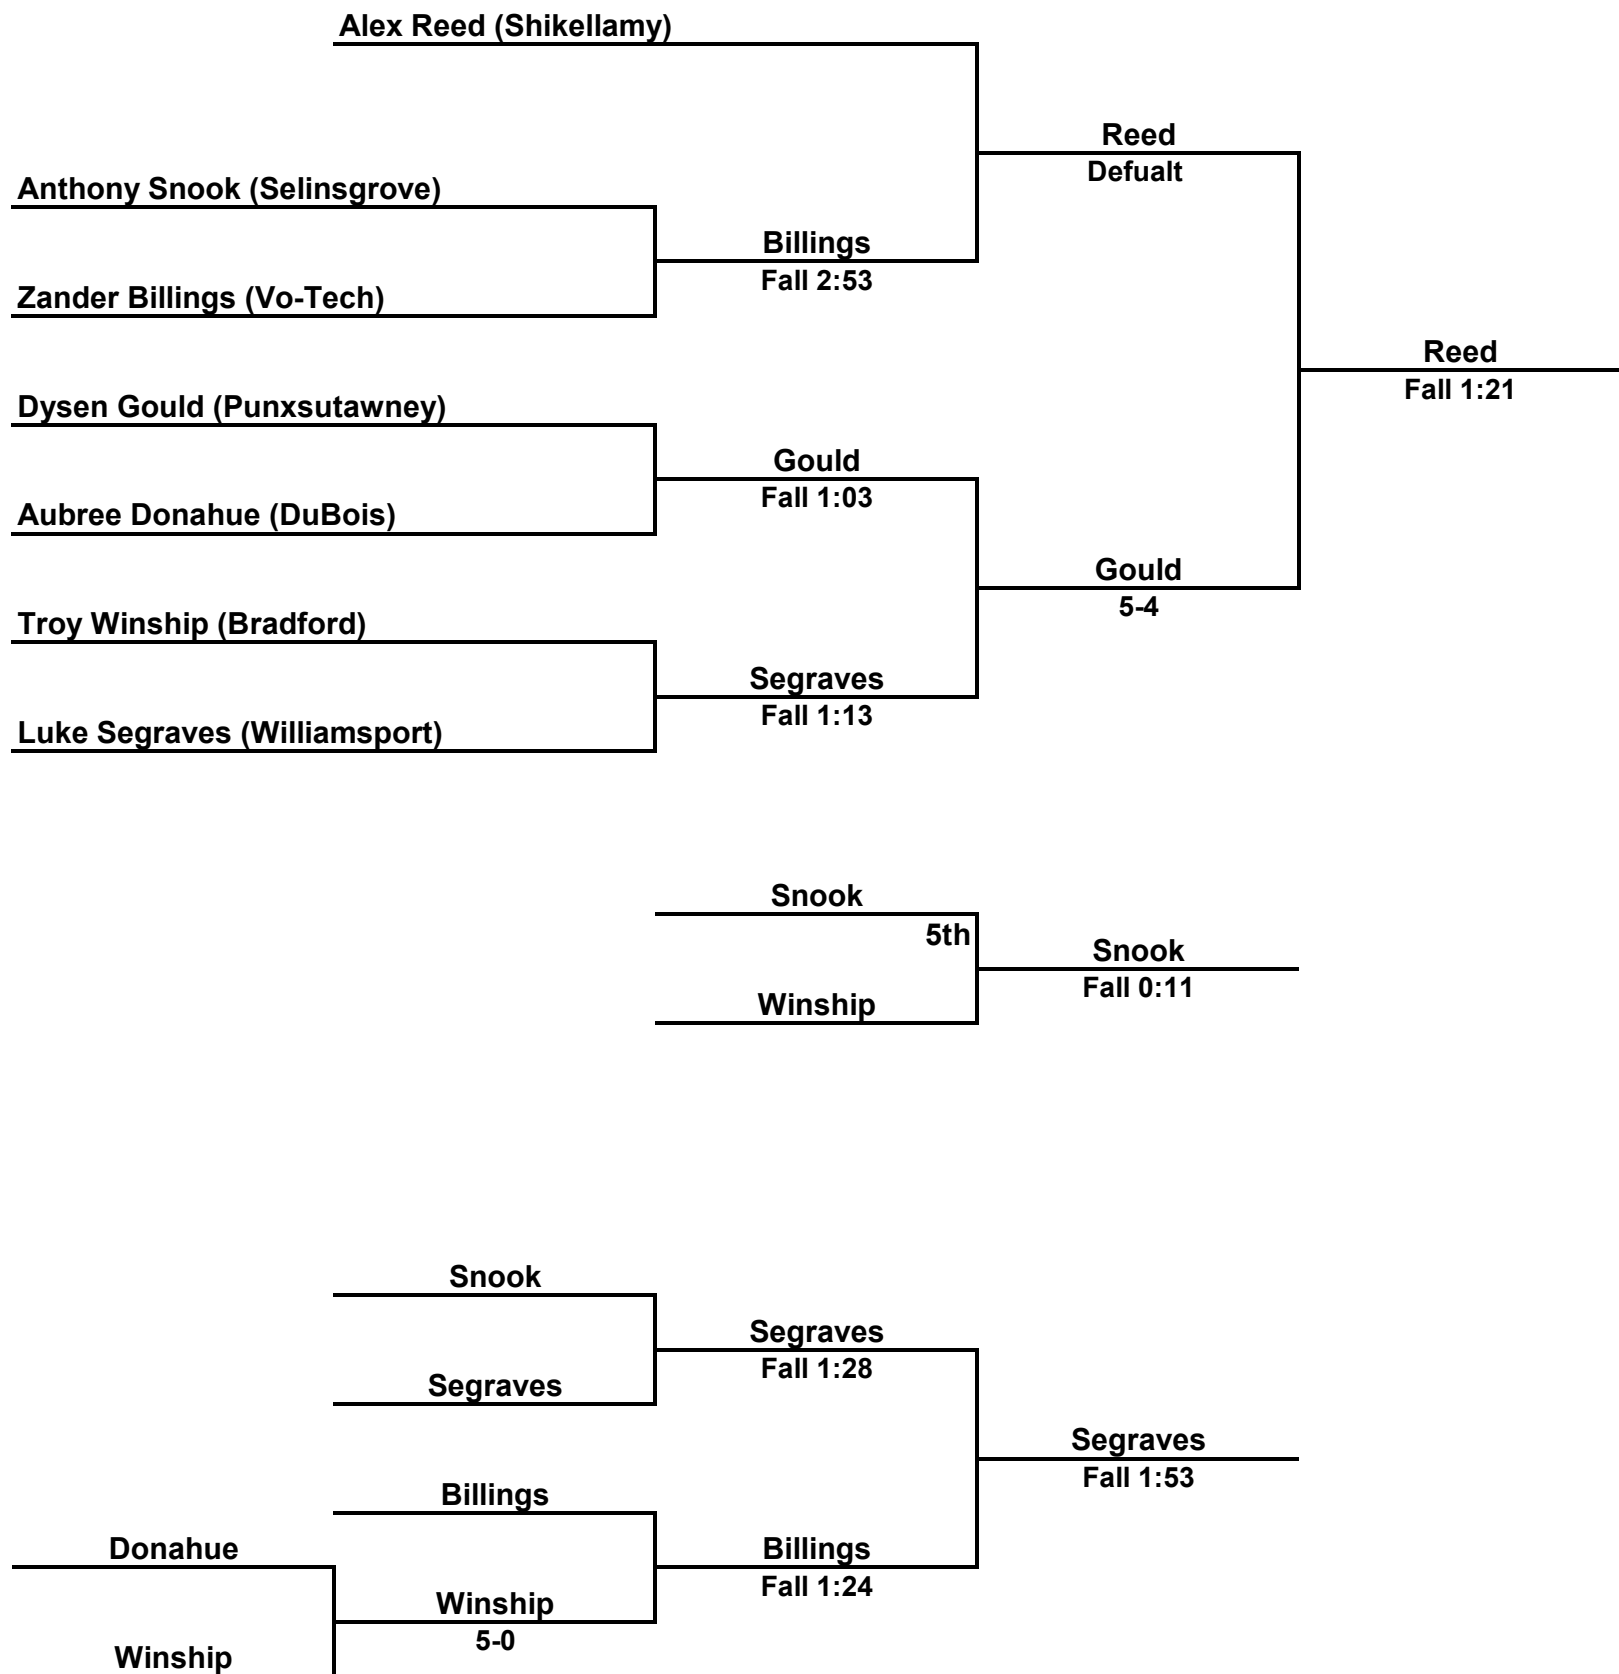 Alex Reed (Shikellamy)
Reed
Defualt
Anthony Snook (Selinsgrove)
Billings
Fall 2:53
Zander Billings (Vo-Tech)
Reed
Fall 1:21
Dysen Gould (Punxsutawney)
Gould
Fall 1:03
Aubree Donahue (DuBois)
Gould
5-4
Troy Winship (Bradford)
Segraves
Fall 1:13
Luke Segraves (Williamsport)
Snook
5th
Snook
Fall 0:11
Winship
Snook
Segraves
Fall 1:28
Segraves
Segraves
Fall 1:53
Billings
Donahue
Billings
Fall 1:24
Winship
5-0
Winship